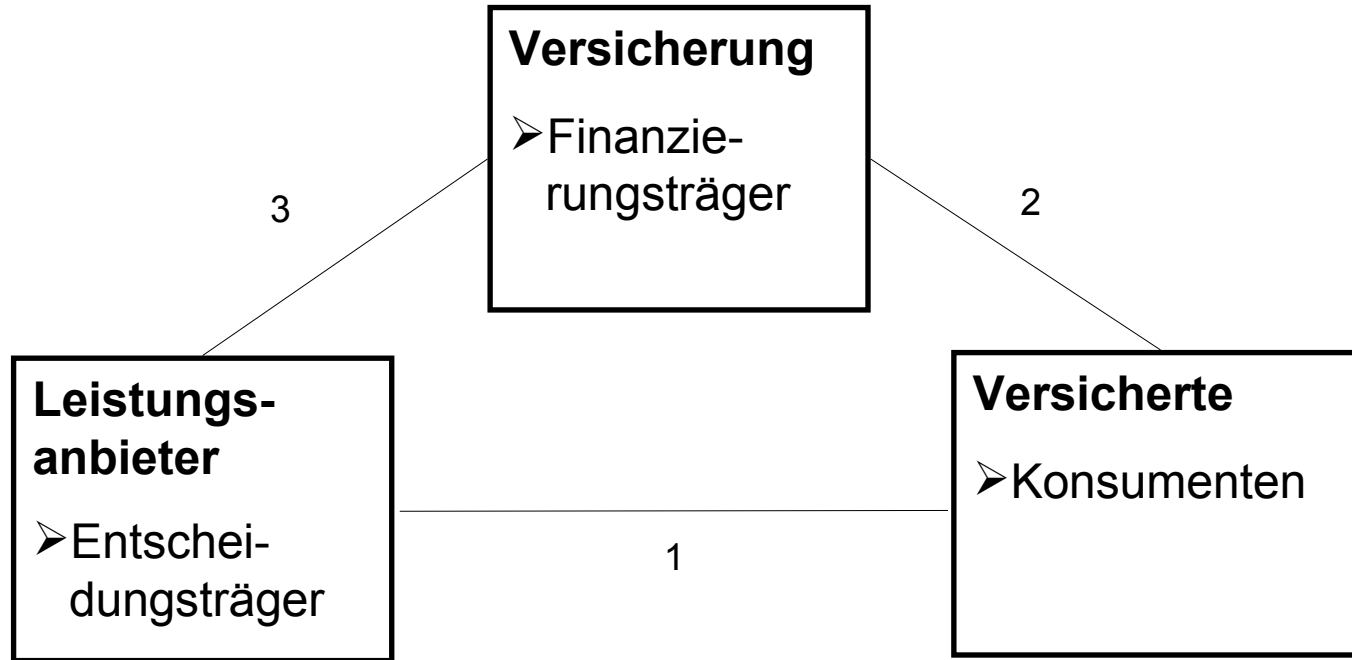 Versicherung
➢Finanzie-
rungsträger
3
2
Leistungs-
anbieter
➢Entschei-
dungsträger
Versicherte
➢Konsumenten
1